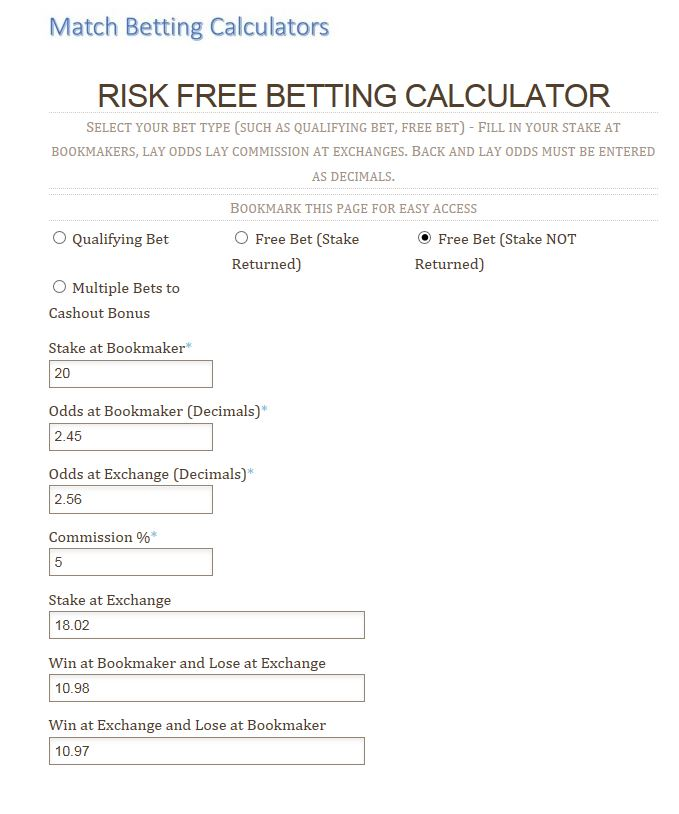 Match Betting Calculators
RISK FREE BETTING CALCULATOR
SELECT YOUR BET TYPE (SUCH AS QUALIFYING BET, FREE BET) - FILL IN YOUR STAKE AT
BOOKMAKERS, LAY ODDS LAY COMMISSION AT EXCHANGES. BACK AND LAY ODDS MUST BE ENTERED
AS DECIMALS.
BOOKMARK THIS PAGE FOR EASY ACCESS
Qualifying Bet
Free Bet (Stake
Returned)
Free Bet (Stake NOT
Returned)
Multiple Bets to
Cashout Bonus
Stake at Bookmaker*
20
Odds at Bookmaker (Decimals)*
2.45
Odds at Exchange (Decimals)*
2.56
Commission %*
5
Stake at Exchange
18.02
Win at Bookmaker and Lose at Exchange
10.98
Win at Exchange and Lose at Bookmaker
10.97